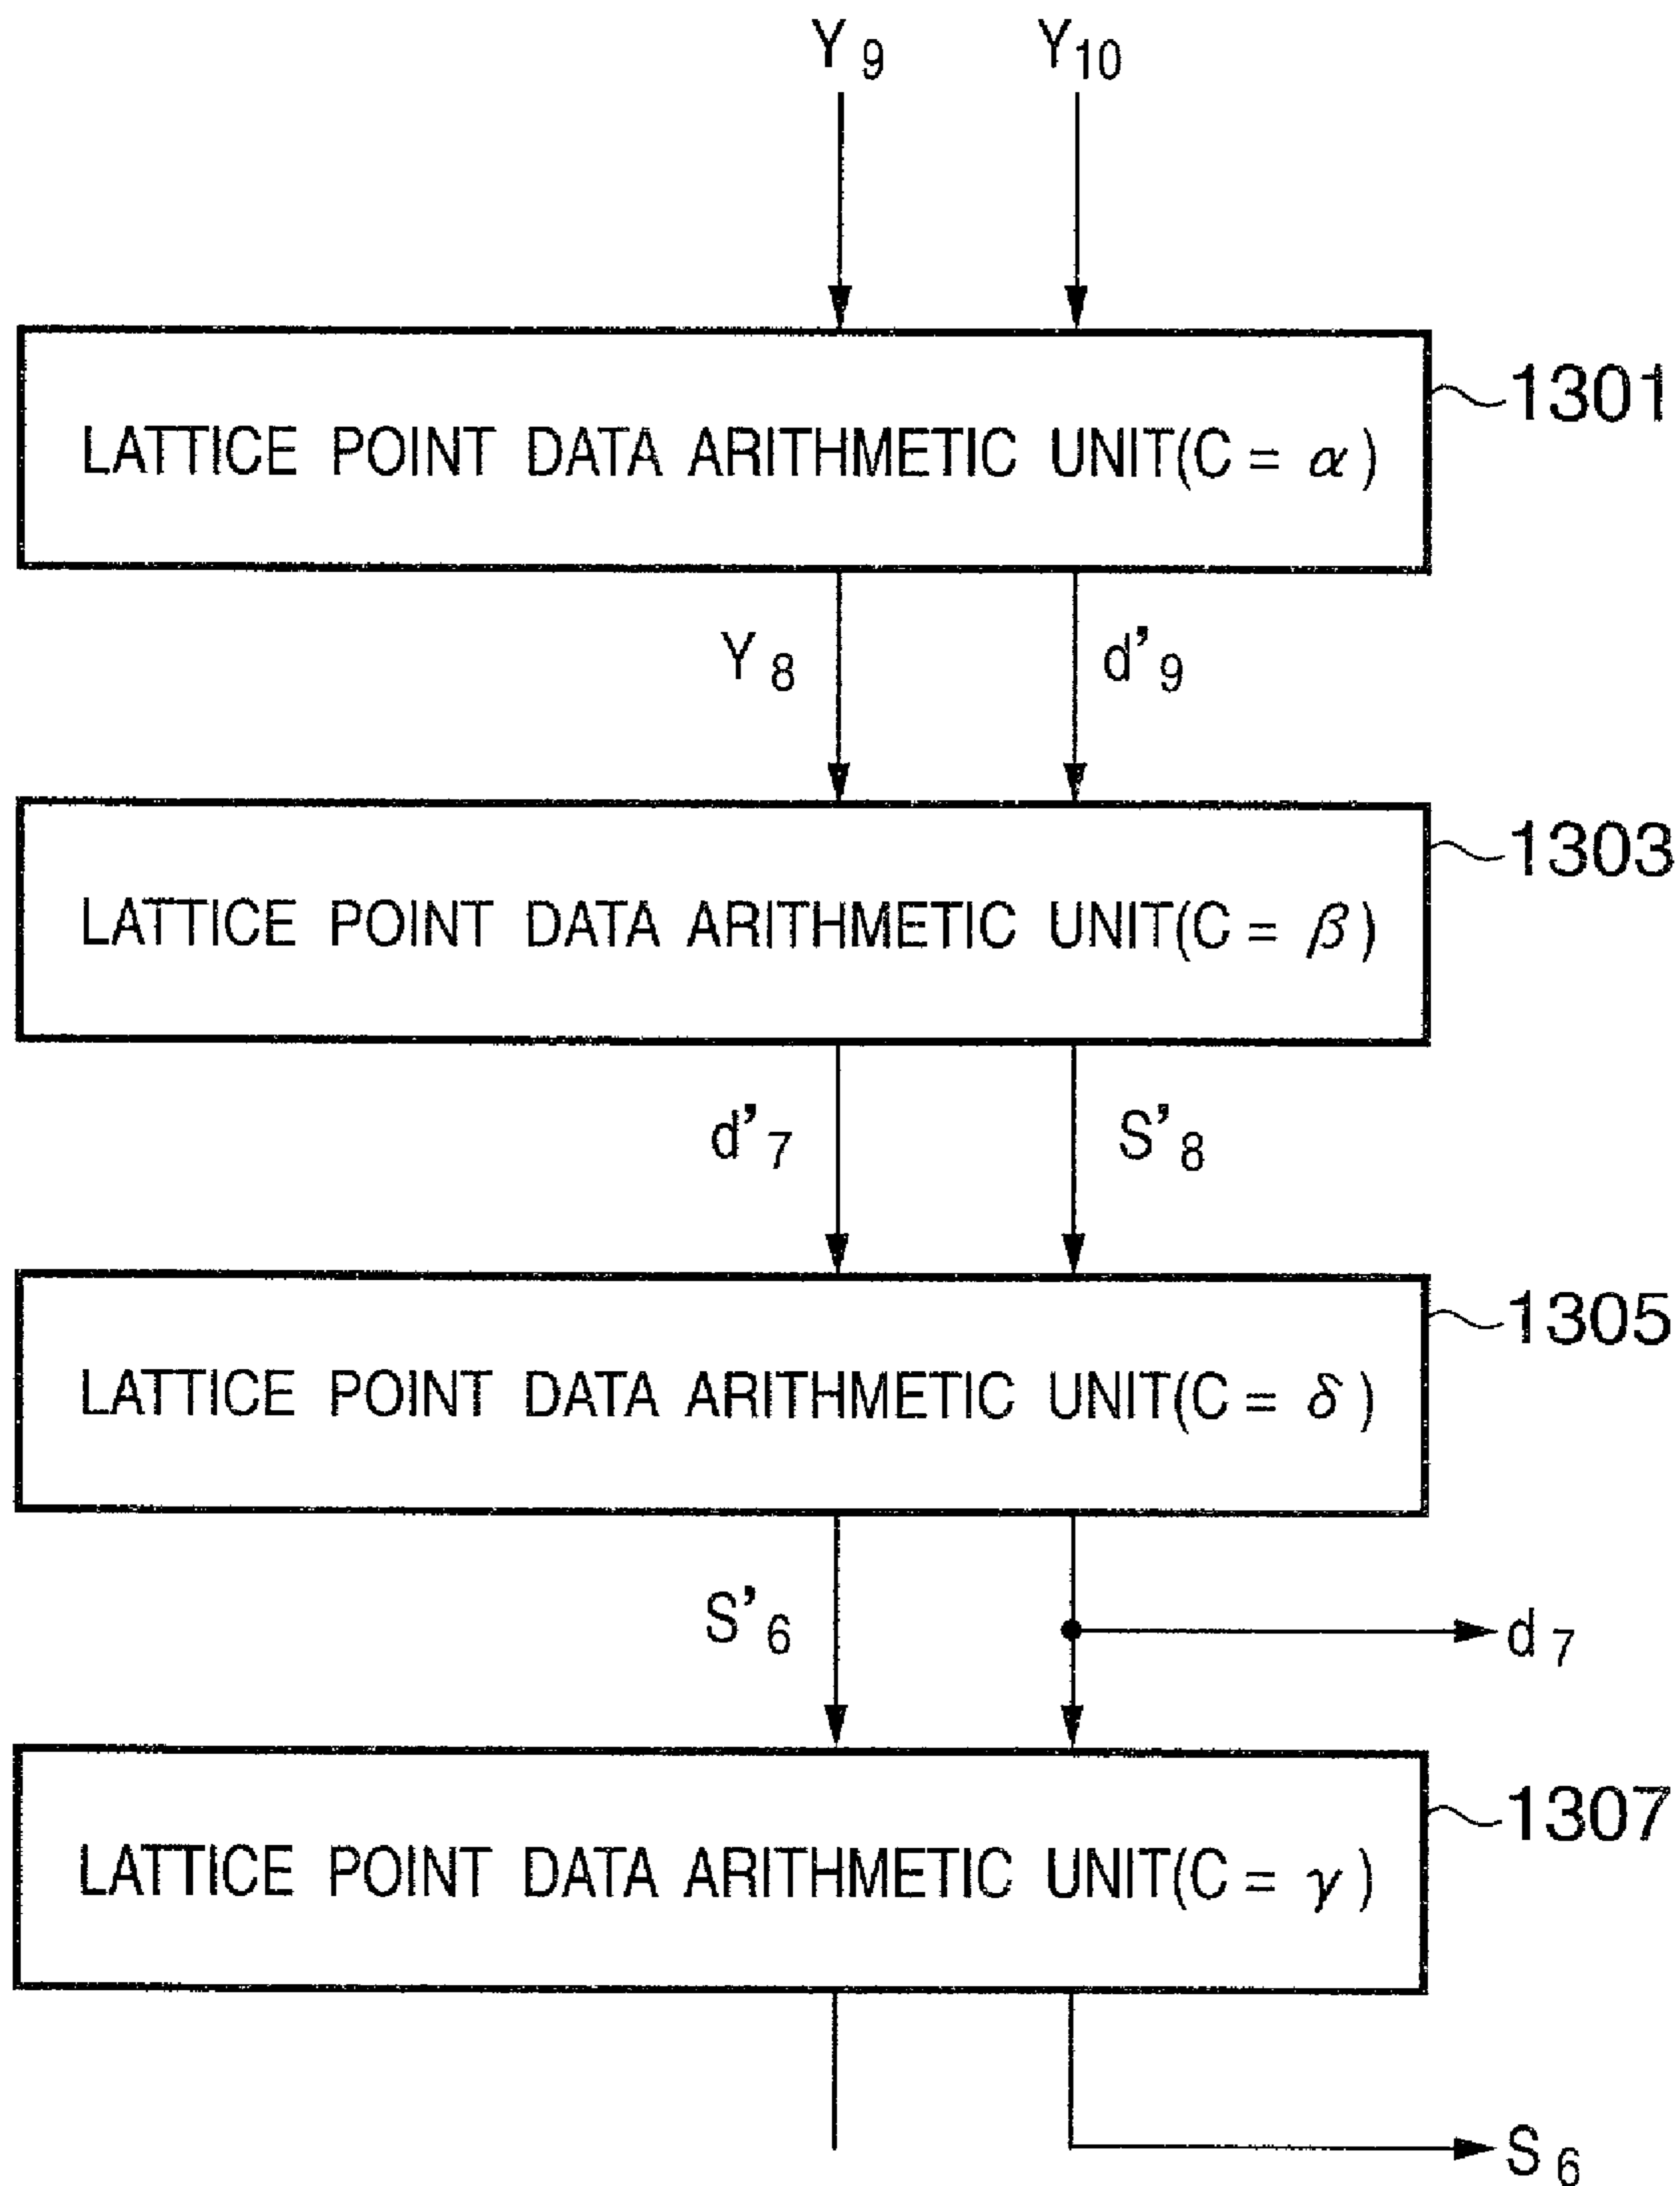 Y9 Y10
LATTICE POINT DATA ARITHMETIC UNIT(C = α)
1301
Y8 d’9
LATTICE POINT DATA ARITHMETIC UNIT(C = β)
1303
d’7 S’8
LATTICE POINT DATA ARITHMETIC UNIT(C = δ)
1305
S’6 d7
LATTICE POINT DATA ARITHMETIC UNIT(C = γ)
1307
S6